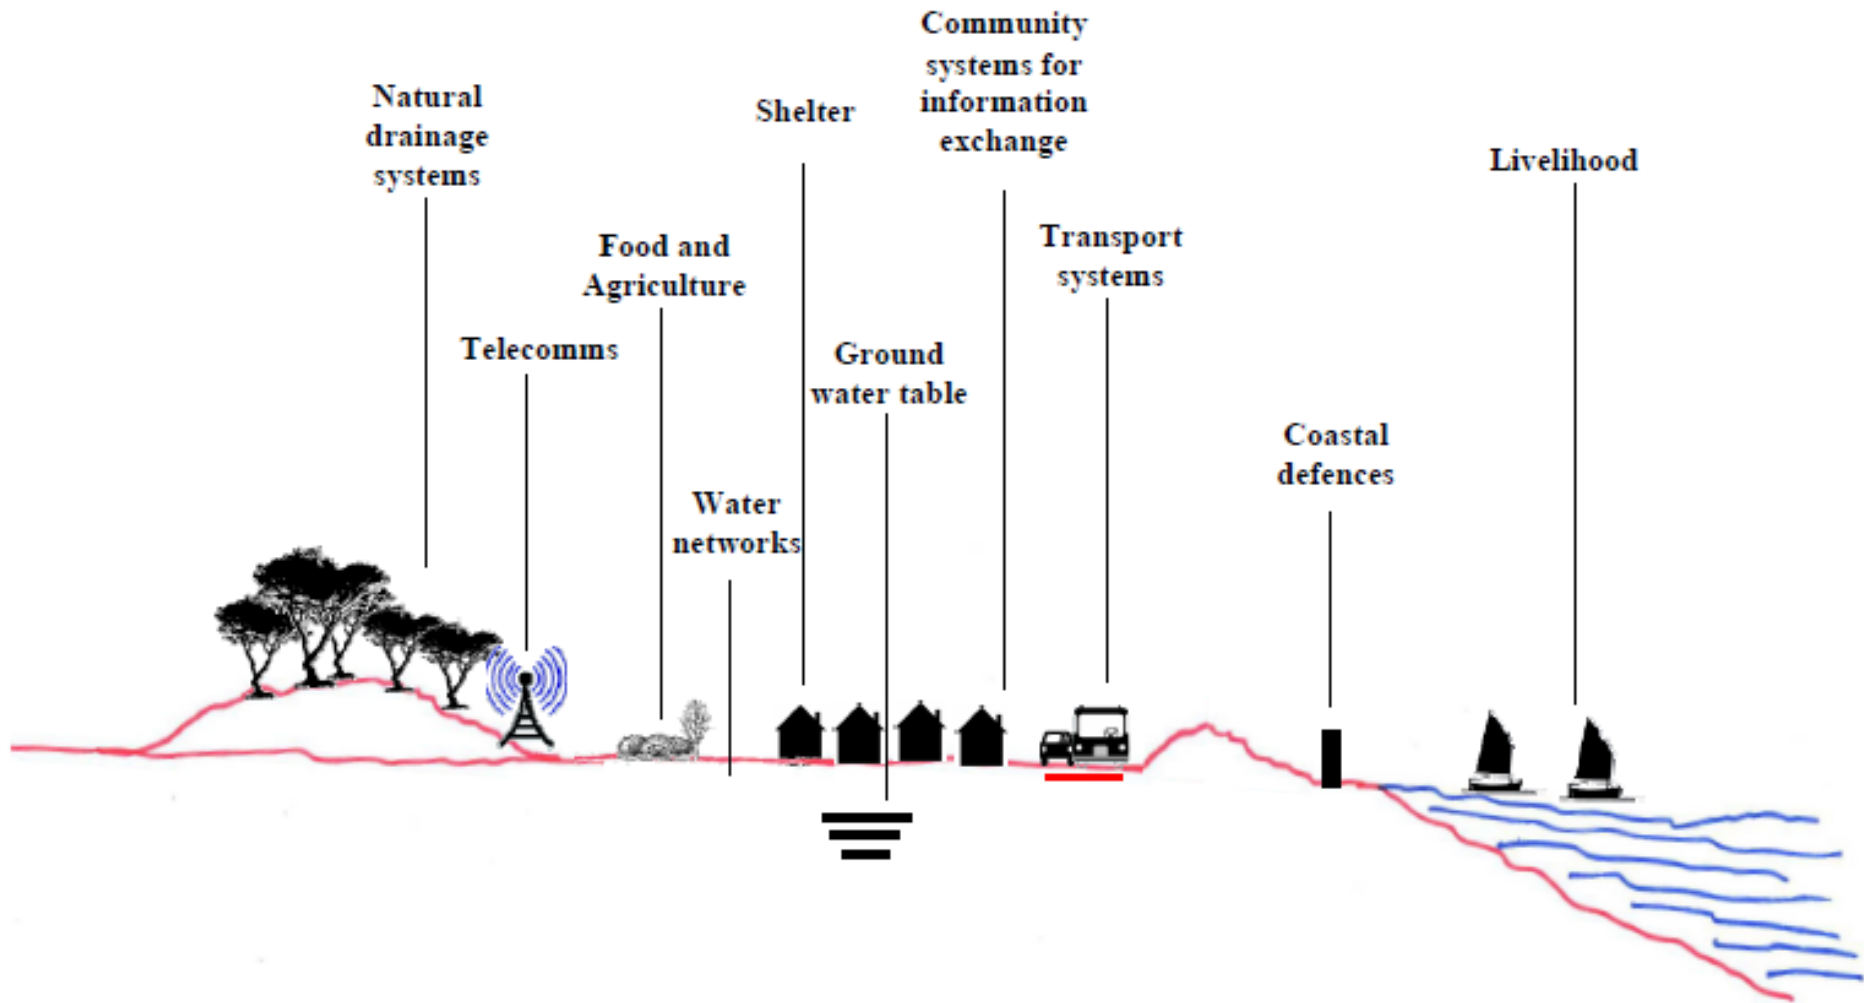 Natural
drainage
systems
Telecomms
Food and
Agriculture
Water
networks
Shelter
Ground
water table
Community
systems for
information
exchange
Transport
systems
Coastal
defences
Livelihood